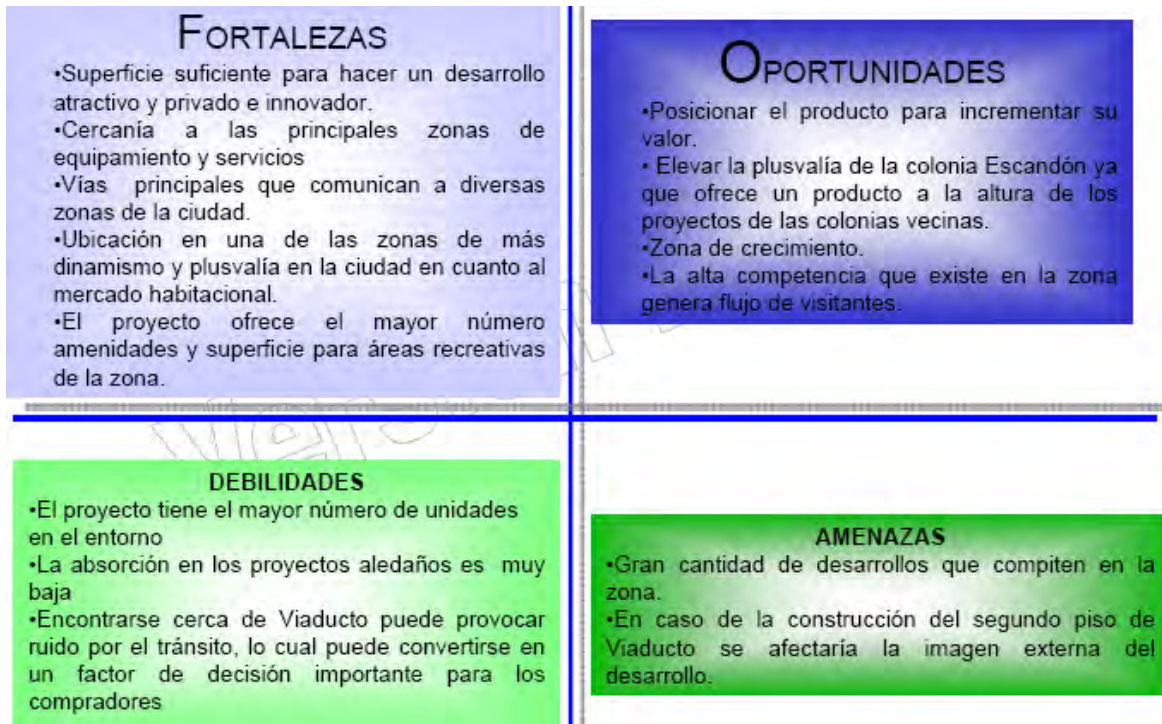 FORTALEZAS
•Superficie suficiente para hacer un desarrollo
atractivo y privado e innovador.
•Cercanía a las principales zonas de
equipamiento y servicios
•Vías principales que comunican a diversas
zonas de la ciudad.
•Ubicación en una de las zonas de más
dinamismo y plusvalía en la ciudad en cuanto al
mercado habitacional.
•El proyecto ofrece el mayor número
amenidades y superficie para áreas recreativas
de la zona.
OPORTUNIDADES
•Posicionar el producto para incrementar su
valor.
• Elevar la plusvalía de la colonia Escandón ya
que ofrece un producto a la altura de los
proyectos de las colonias vecinas.
•Zona de crecimiento.
•La alta competencia que existe en la zona
genera flujo de visitantes.
DEBILIDADES
•El proyecto tiene el mayor número de unidades
en el entorno
•La absorción en los proyectos aledaños es muy
baja
•Encontrarse cerca de Viaducto puede provocar
ruido por el tránsito, lo cual puede convertirse en
un factor de decisión importante para los
compradores
AMENAZAS
•Gran cantidad de desarrollos que compiten en la
zona.
•En caso de la construcción del segundo piso de
Viaducto se afectaría la imagen externa del
desarrollo.